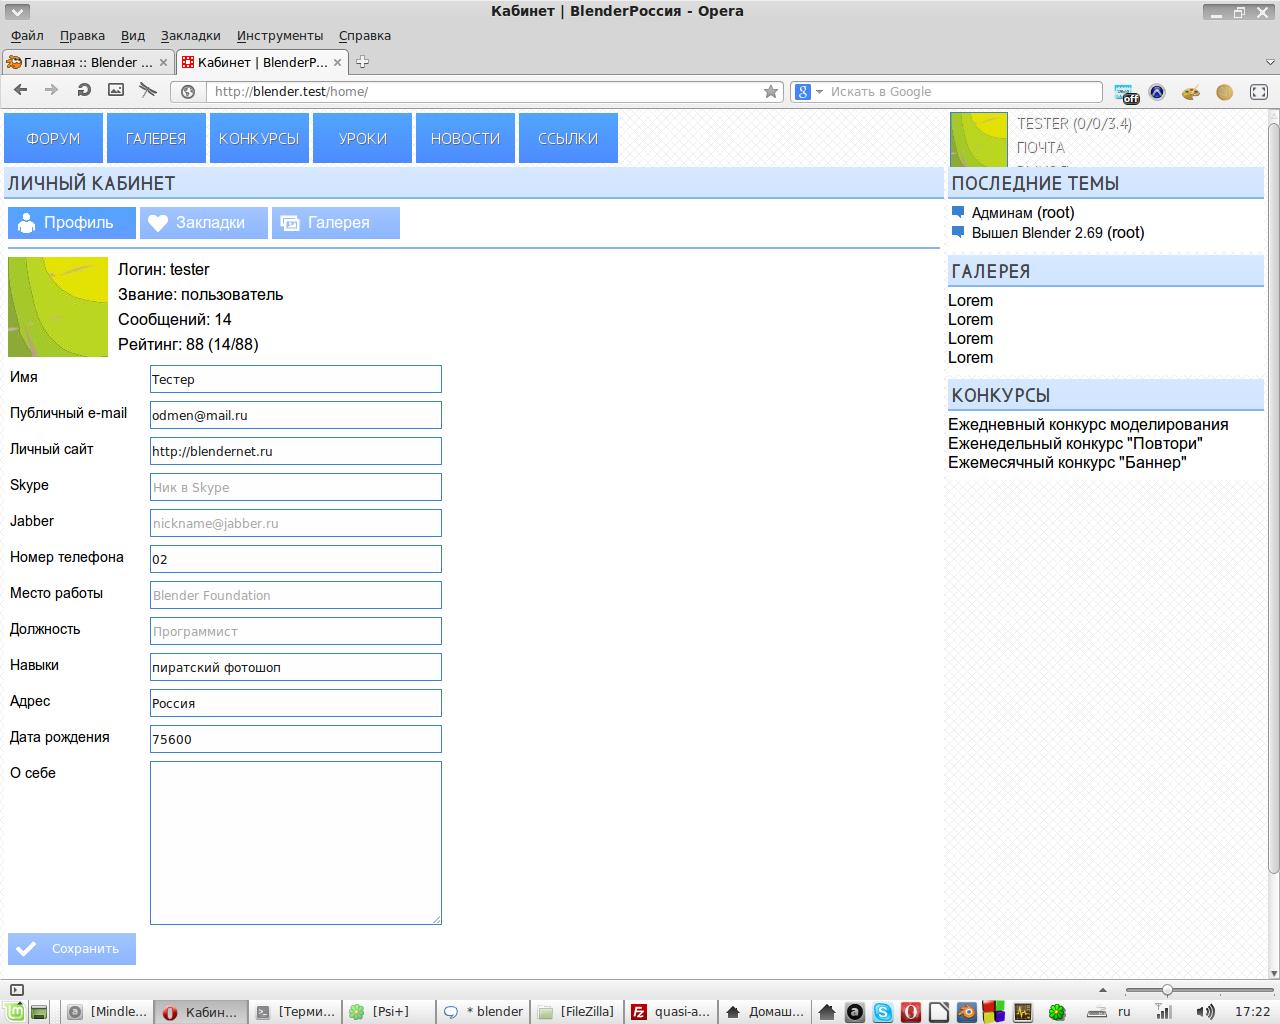 Кабинет | BlenderРоссия - Opera
Файл Правка Вид Закладки Инструменты Справка
Главная :: Blender ... Кабинет | BlenderР...
http://blender.test/home/ Искать в Google off
ФОРУМ ГАЛЕРЕЯ КОНКУРСЫ УРОКИ НОВОСТИ ССЫЛКИ
TESTER (0/0/3.4)
ПОЧТА
ЛИЧНЫЙ КАБИНЕТ
Профиль Закладки Галерея
Логин: tester
Звание: пользователь
Сообщений: 14
Рейтинг: 88 (14/88)
Имя Тестер
Публичный e-mail odmen@mail.ru
Личный сайт http://blendernet.ru
Skype Ник в Skype
Jabber nickname@jabber.ru
Номер телефона 02
Место работы Blender Foundation
Должность Программист
Навыки пиратский фотошоп
Адрес Россия
Дата рождения 75600
О себе
Сохранить
ПОСЛЕДНИЕ ТЕМЫ
Админам (root)
Вышел Blender 2.69 (root)
ГАЛЕРЕЯ
Lorem
Lorem
Lorem
Lorem
КОНКУРСЫ
Ежедневный конкурс моделирования
Еженедельный конкурс "Повтори"
Ежемесячный конкурс "Баннер"
[Mindle... Кабин... [Терми... [Psi+] * blender [FileZilla] quasi-a... Домаш... ru 17:22